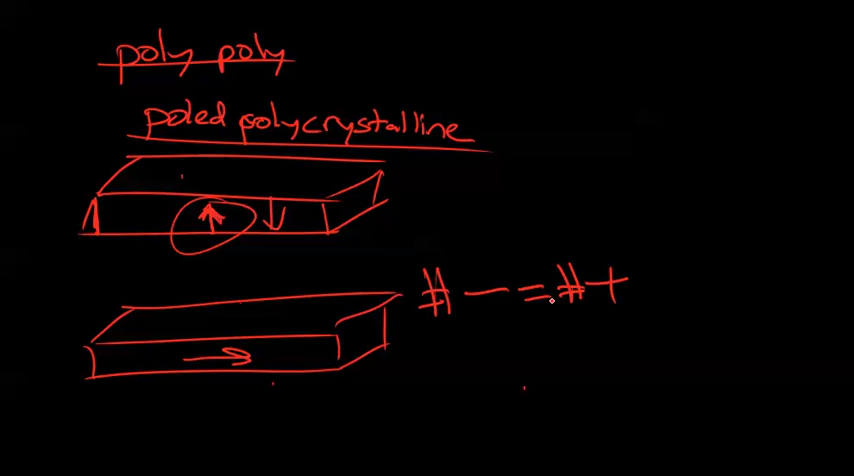 poly poly
poled polycrystalline
# — = # +